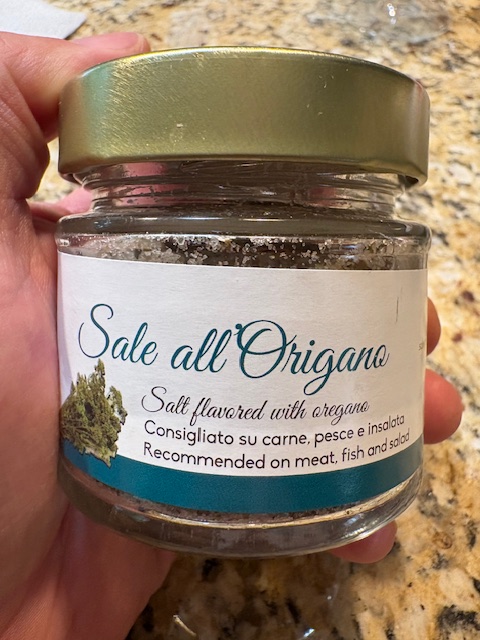 Sale all'Origano
Salt flavored with oregano
Consigliato su carne, pesce e insalata
Recommended on meat, fish and salad